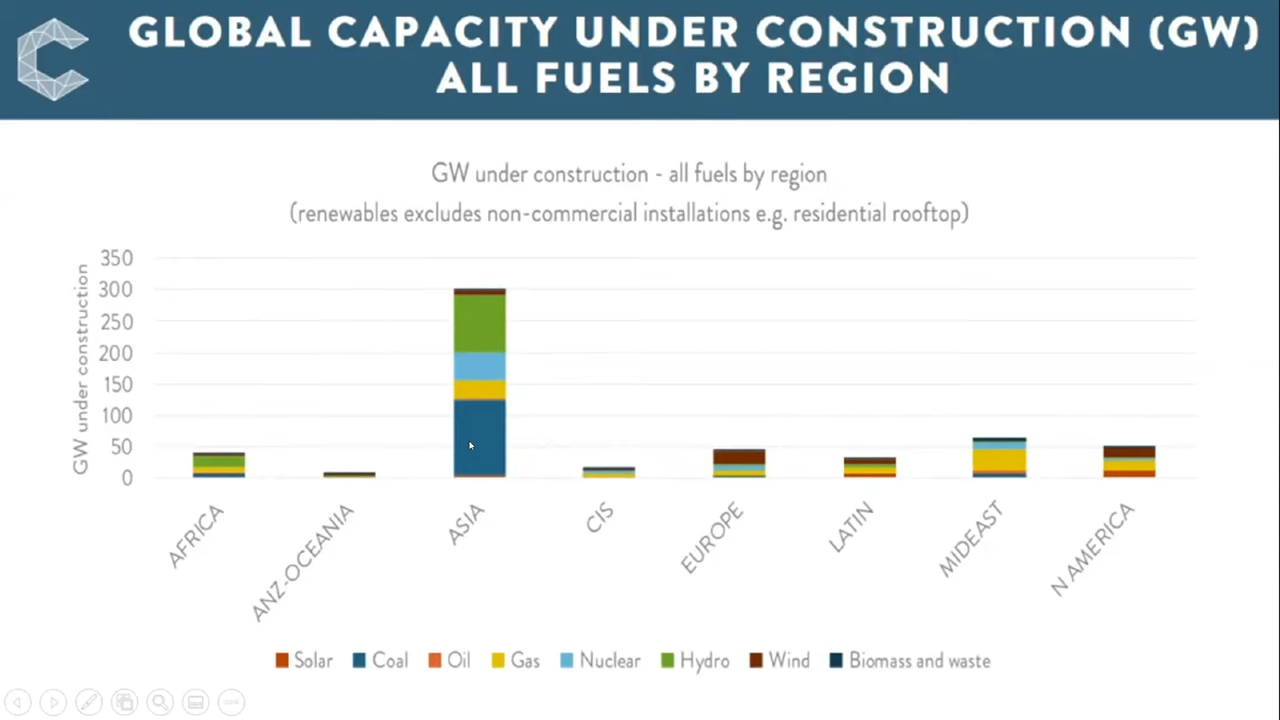 GLOBAL CAPACITY UNDER CONSTRUCTION (GW)
ALL FUELS BY REGION
GW under construction - all fuels by region
(renewables excludes non-commercial installations e.g. residential rooftop)
GW under construction
350
300
250
200
150
100
50
0
AFRICA
ANZ-OCEANIA
ASIA
CIS
EUROPE
LATIN
MIDEAST
N AMERICA
Solar Coal Oil Gas Nuclear Hydro Wind Biomass and waste